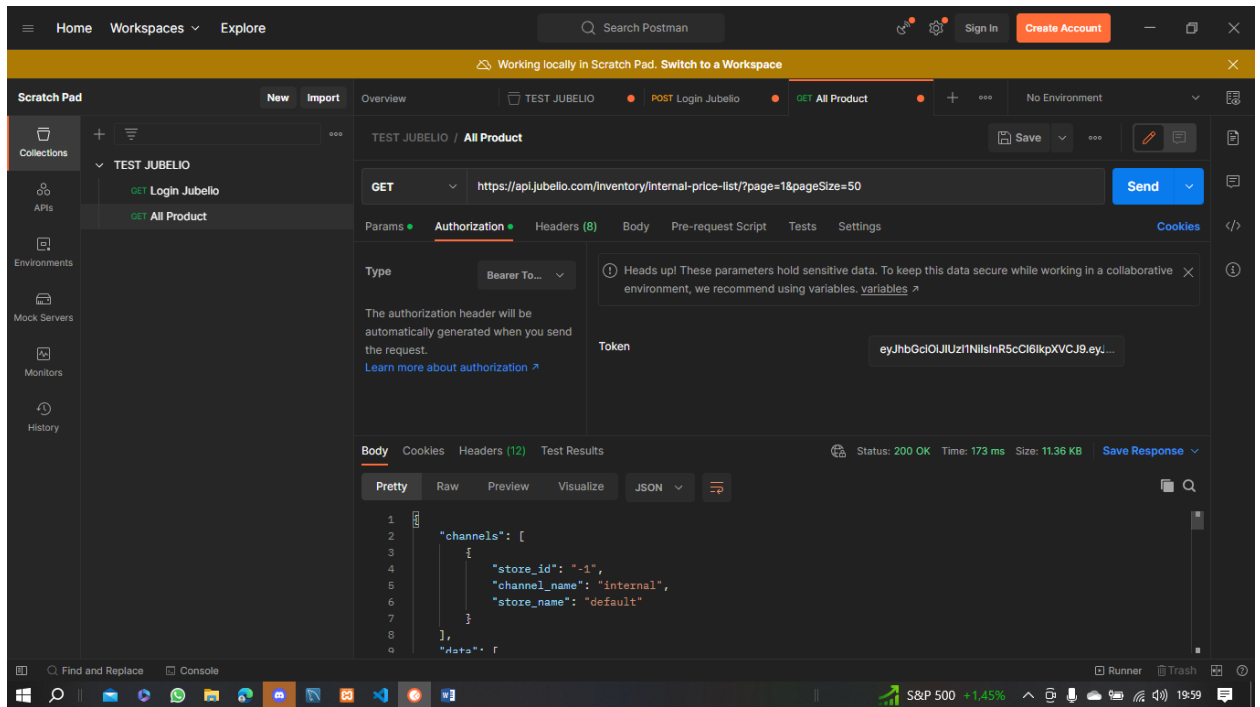 Home Workspaces Explore Search Postman Sign In Create Account
Working locally in Scratch Pad. Switch to a Workspace
Scratch Pad New Import Overview TEST JUBELIO POST Login Jubelio GET All Product No Environment
Collections
APIs
Environments
Mock Servers
Monitors
History
TEST JUBELIO
GET Login Jubelio
GET All Product
TEST JUBELIO / All Product Save
GET https://api.jubelio.com/inventory/internal-price-list/?page=1&pageSize=50 Send
Params Authorization Headers (8) Body Pre-request Script Tests Settings Cookies
Type Bearer To...
The authorization header will be
automatically generated when you send
the request.
Learn more about authorization
Heads up! These parameters hold sensitive data. To keep this data secure while working in a collaborative
environment, we recommend using variables. variables
Token eyJhbGciOiJIUzI1NiIsInR5cCI6IkpXVCJ9.eyJ...
Body Cookies Headers (12) Test Results Status: 200 OK Time: 173 ms Size: 11.36 KB Save Response
Pretty Raw Preview Visualize JSON
1 {
2 "channels": [
3 {
4 "store_id": "-1",
5 "channel_name": "internal",
6 "store_name": "default"
7 }
8 ],
9 "data": [
Find and Replace Console Runner Trash
S&P 500 +1,45% 19:59